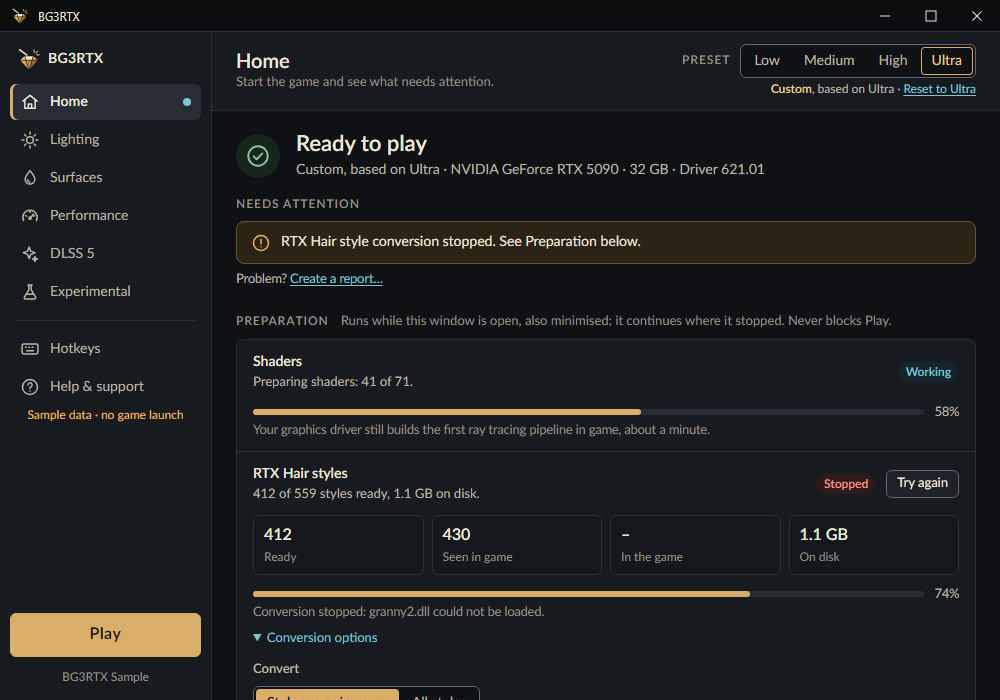 BG3RTX
BG3RTX
Home
Lighting
Surfaces
Performance
DLSS 5
Experimental
Hotkeys
Help & support
Sample data · no game launch
Play
BG3RTX Sample
Home
Start the game and see what needs attention.
PRESET Low Medium High Ultra
Custom, based on Ultra · Reset to Ultra
Ready to play
Custom, based on Ultra · NVIDIA GeForce RTX 5090 · 32 GB · Driver 621.01
NEEDS ATTENTION
RTX Hair style conversion stopped. See Preparation below.
Problem? Create a report...
PREPARATION Runs while this window is open, also minimised; it continues where it stopped. Never blocks Play.
Shaders
Preparing shaders: 41 of 71.
Working
58%
Your graphics driver still builds the first ray tracing pipeline in game, about a minute.
RTX Hair styles
412 of 559 styles ready, 1.1 GB on disk.
Stopped Try again
412 430 – 1.1 GB
Ready Seen in game In the game On disk
74%
Conversion stopped: granny2.dll could not be loaded.
Conversion options
Convert